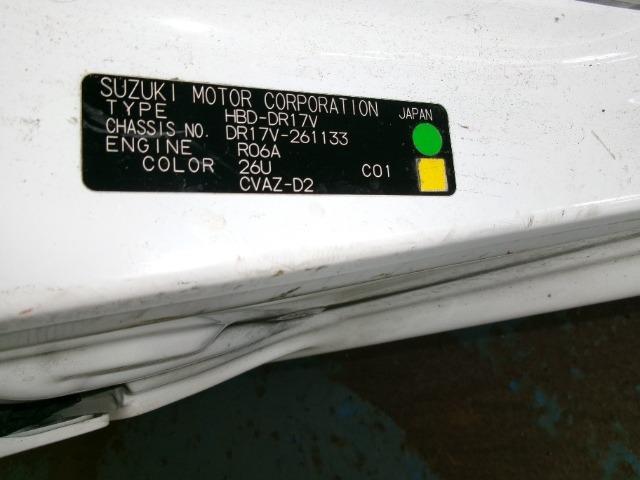 SUZUKI MOTOR CORPORATION JAPAN
TYPE HBD-DR17V
CHASSIS NO. DR17V-261133
ENGINE R06A
COLOR 26U C01
CVAZ-D2